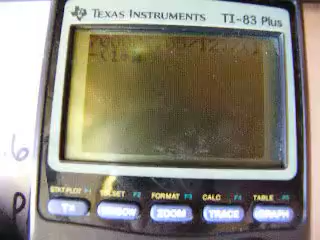 TEXAS INSTRUMENTS TI-83 Plus
STAT PLOT F1 TBLSET F2 FORMAT F3 CALC F4 TABLE F5
Y= WINDOW ZOOM TRACE GRAPH
.6
P